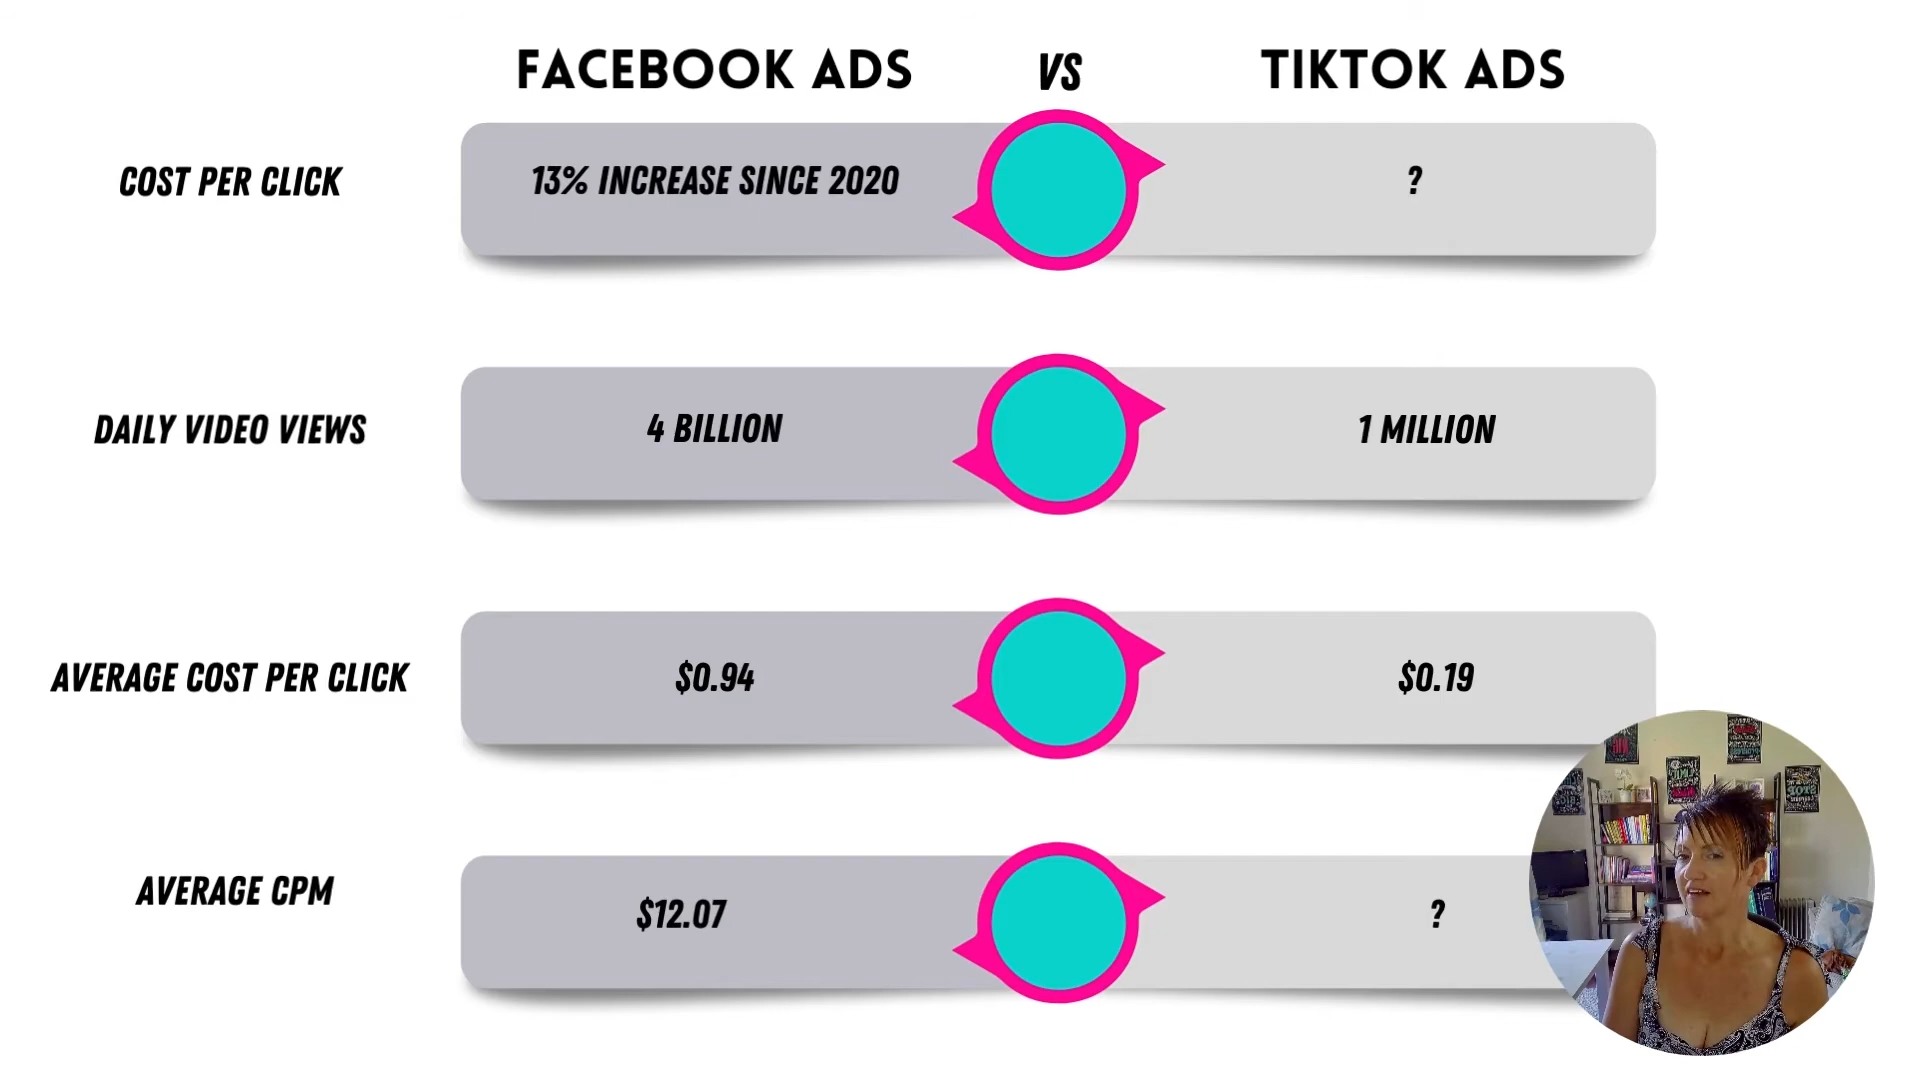 FACEBOOK ADS VS TIKTOK ADS
COST PER CLICK 13% INCREASE SINCE 2020 ?
DAILY VIDEO VIEWS 4 BILLION 1 MILLION
AVERAGE COST PER CLICK $0.94 $0.19
AVERAGE CPM $12.07 ?